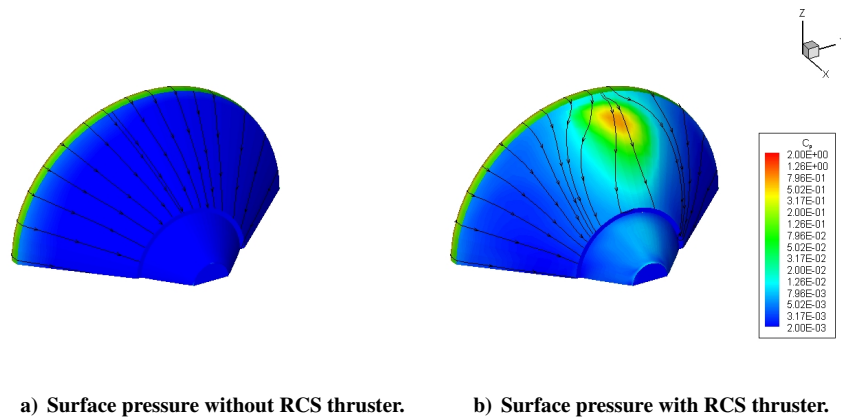 Z
X
Cp
2.00E+00
1.26E+00
7.96E-01
5.02E-01
3.17E-01
2.00E-01
1.26E-01
7.96E-02
5.02E-02
3.17E-02
2.00E-02
1.26E-02
7.96E-03
5.02E-03
3.17E-03
2.00E-03
a) Surface pressure without RCS thruster.
b) Surface pressure with RCS thruster.